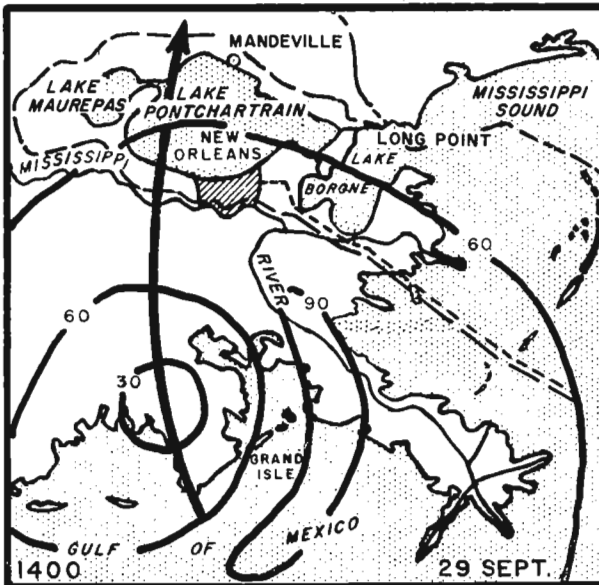 MANDEVILLE
LAKE
MAUREPAS
LAKE
PONTCHARTRAIN
MISSISSIPPI
SOUND
NEW
ORLEANS
LONG POINT
LAKE
BORGNE
MISSISSIPPI
RIVER
60
60
90
30
GRAND
ISLE
GULF OF MEXICO
1400
29 SEPT.